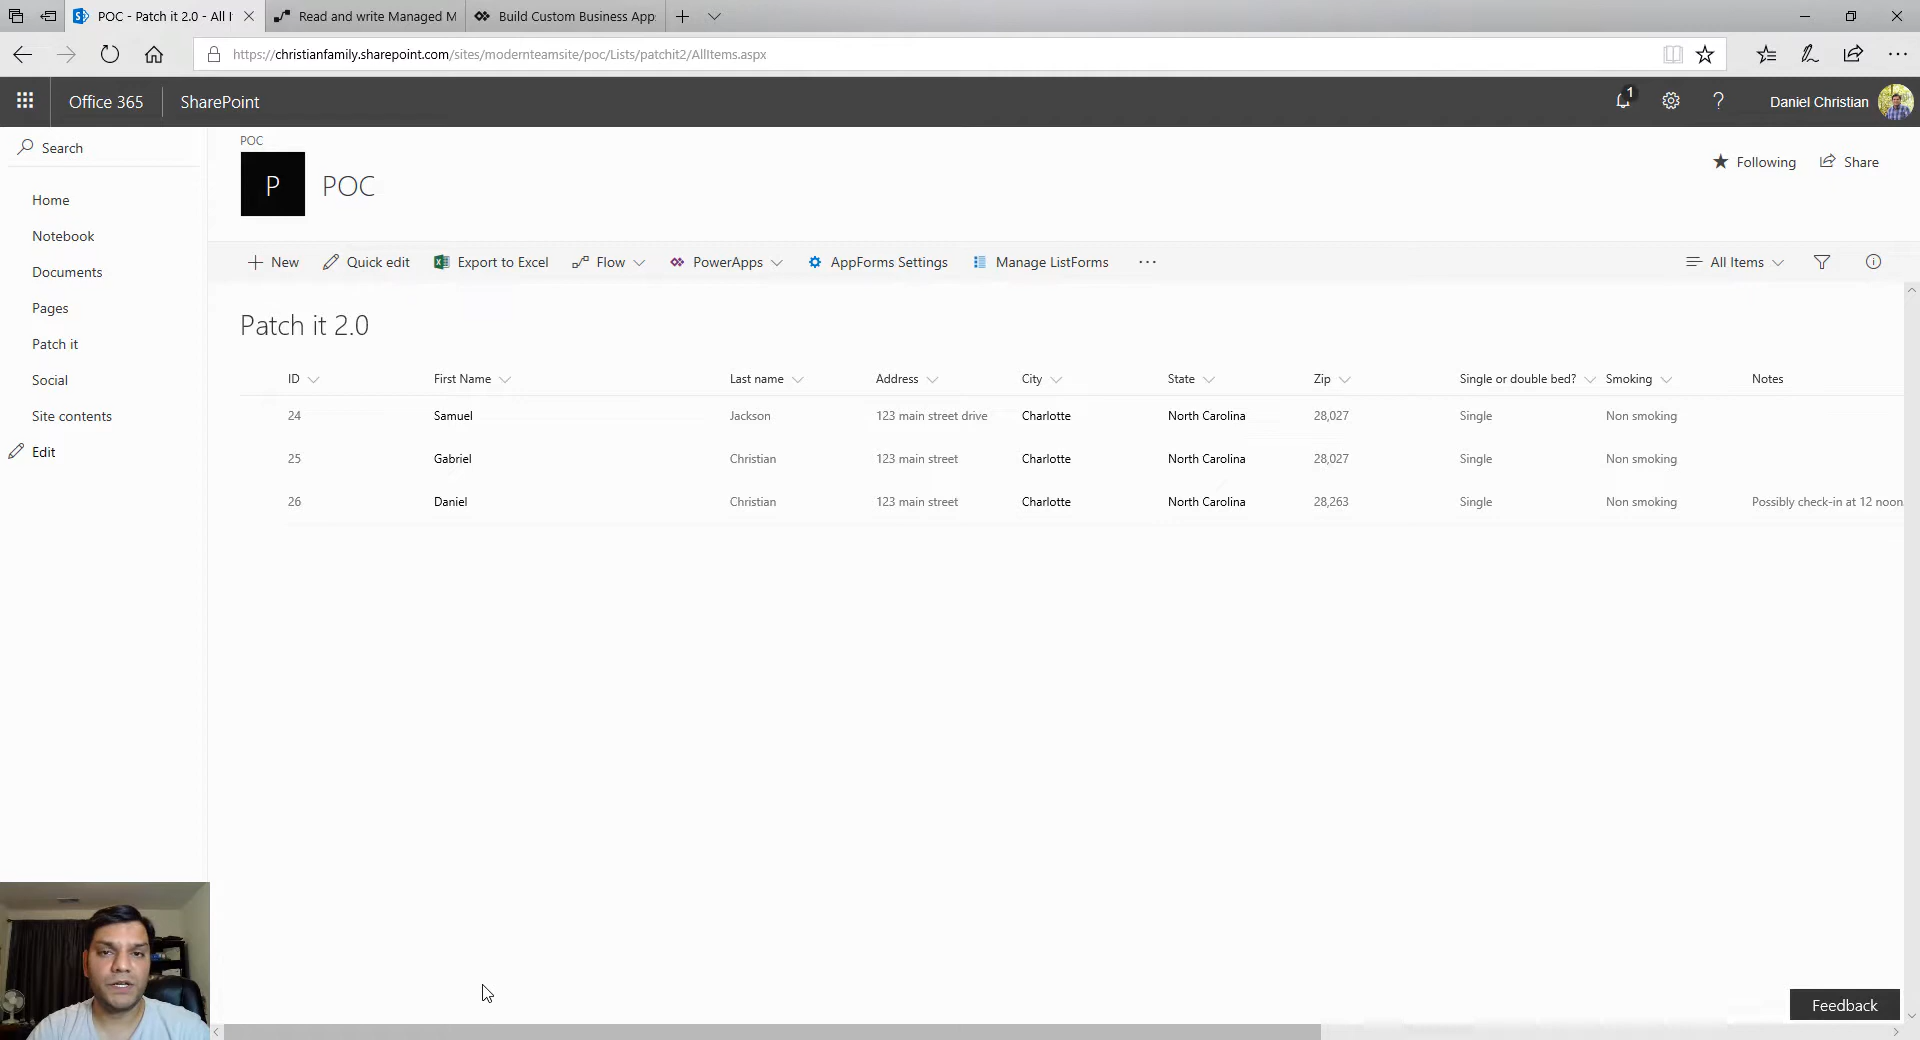 POC - Patch it 2.0 - All I
Read and write Managed M
Build Custom Business App
https://christianfamily.sharepoint.com/sites/modernteamsite/poc/Lists/patchit2/AllItems.aspx
Office 365
SharePoint
1
?
Daniel Christian
Search
Home
Notebook
Documents
Pages
Patch it
Social
Site contents
Edit
POC
P
POC
Following
Share
New
Quick edit
Export to Excel
Flow
PowerApps
AppForms Settings
Manage ListForms
All Items
Patch it 2.0
ID First Name Last name Address City State Zip Single or double bed? Smoking Notes
24 Samuel Jackson 123 main street drive Charlotte North Carolina 28,027 Single Non smoking
25 Gabriel Christian 123 main street Charlotte North Carolina 28,027 Single Non smoking
26 Daniel Christian 123 main street Charlotte North Carolina 28,263 Single Non smoking Possibly check-in at 12 noon
Feedback